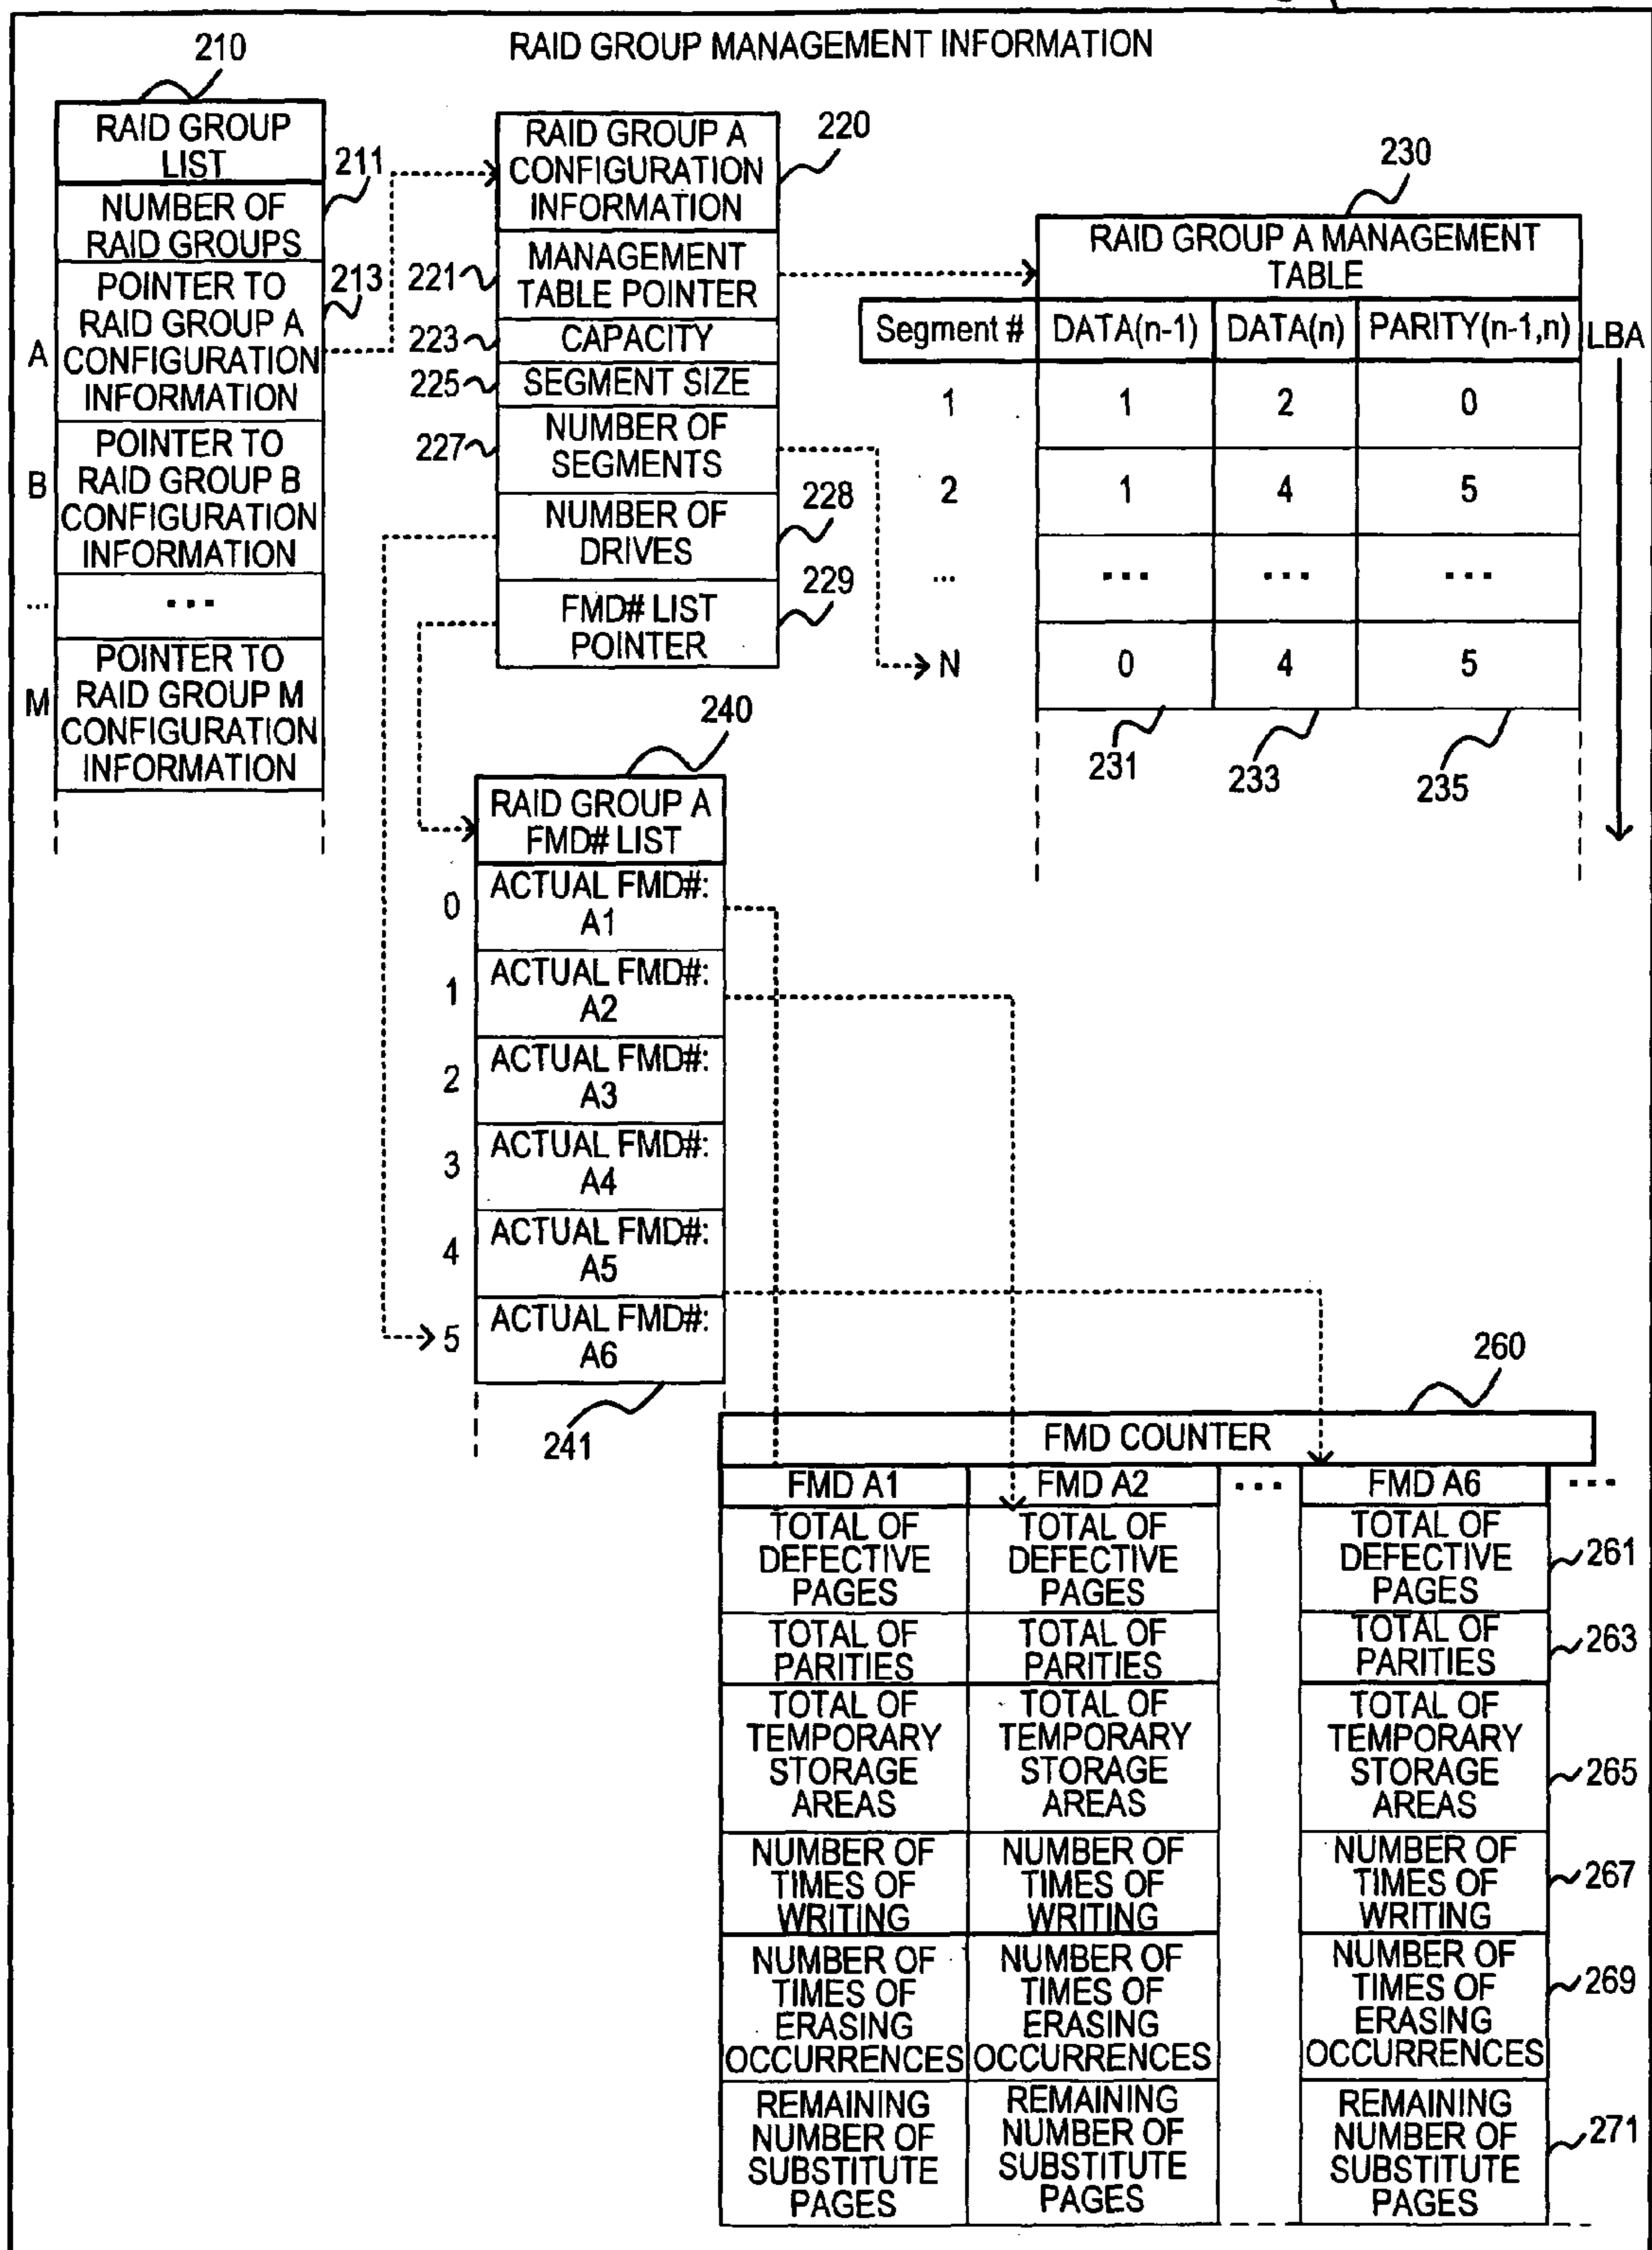 RAID GROUP MANAGEMENT INFORMATION
210
RAID GROUP
LIST
211
NUMBER OF
RAID GROUPS
213
A
POINTER TO
RAID GROUP A
CONFIGURATION
INFORMATION
B
POINTER TO
RAID GROUP B
CONFIGURATION
INFORMATION
... ...
M
POINTER TO
RAID GROUP M
CONFIGURATION
INFORMATION
220
RAID GROUP A
CONFIGURATION
INFORMATION
221
MANAGEMENT
TABLE POINTER
223 CAPACITY
225 SEGMENT SIZE
227
NUMBER OF
SEGMENTS
228
NUMBER OF
DRIVES
229
FMD# LIST
POINTER
230
RAID GROUP A MANAGEMENT
TABLE
Segment # DATA(n-1) DATA(n) PARITY(n-1,n) LBA
1 1 2 0
2 1 4 5
... ... ... ...
N 0 4 5
231 233 235
240
RAID GROUP A
FMD# LIST
0
ACTUAL FMD#:
A1
1
ACTUAL FMD#:
A2
2
ACTUAL FMD#:
A3
3
ACTUAL FMD#:
A4
4
ACTUAL FMD#:
A5
5
ACTUAL FMD#:
A6
241
260
FMD COUNTER
FMD A1 FMD A2 ... FMD A6 ...
TOTAL OF TOTAL OF TOTAL OF
DEFECTIVE DEFECTIVE DEFECTIVE 261
PAGES PAGES PAGES
TOTAL OF TOTAL OF TOTAL OF 263
PARITIES PARITIES PARITIES
TOTAL OF TOTAL OF TOTAL OF
TEMPORARY TEMPORARY TEMPORARY
STORAGE STORAGE STORAGE 265
AREAS AREAS AREAS
NUMBER OF NUMBER OF NUMBER OF
TIMES OF TIMES OF TIMES OF 267
WRITING WRITING WRITING
NUMBER OF NUMBER OF NUMBER OF
TIMES OF TIMES OF TIMES OF 269
ERASING ERASING ERASING
OCCURRENCES OCCURRENCES OCCURRENCES
REMAINING REMAINING REMAINING
NUMBER OF NUMBER OF NUMBER OF 271
SUBSTITUTE SUBSTITUTE SUBSTITUTE
PAGES PAGES PAGES